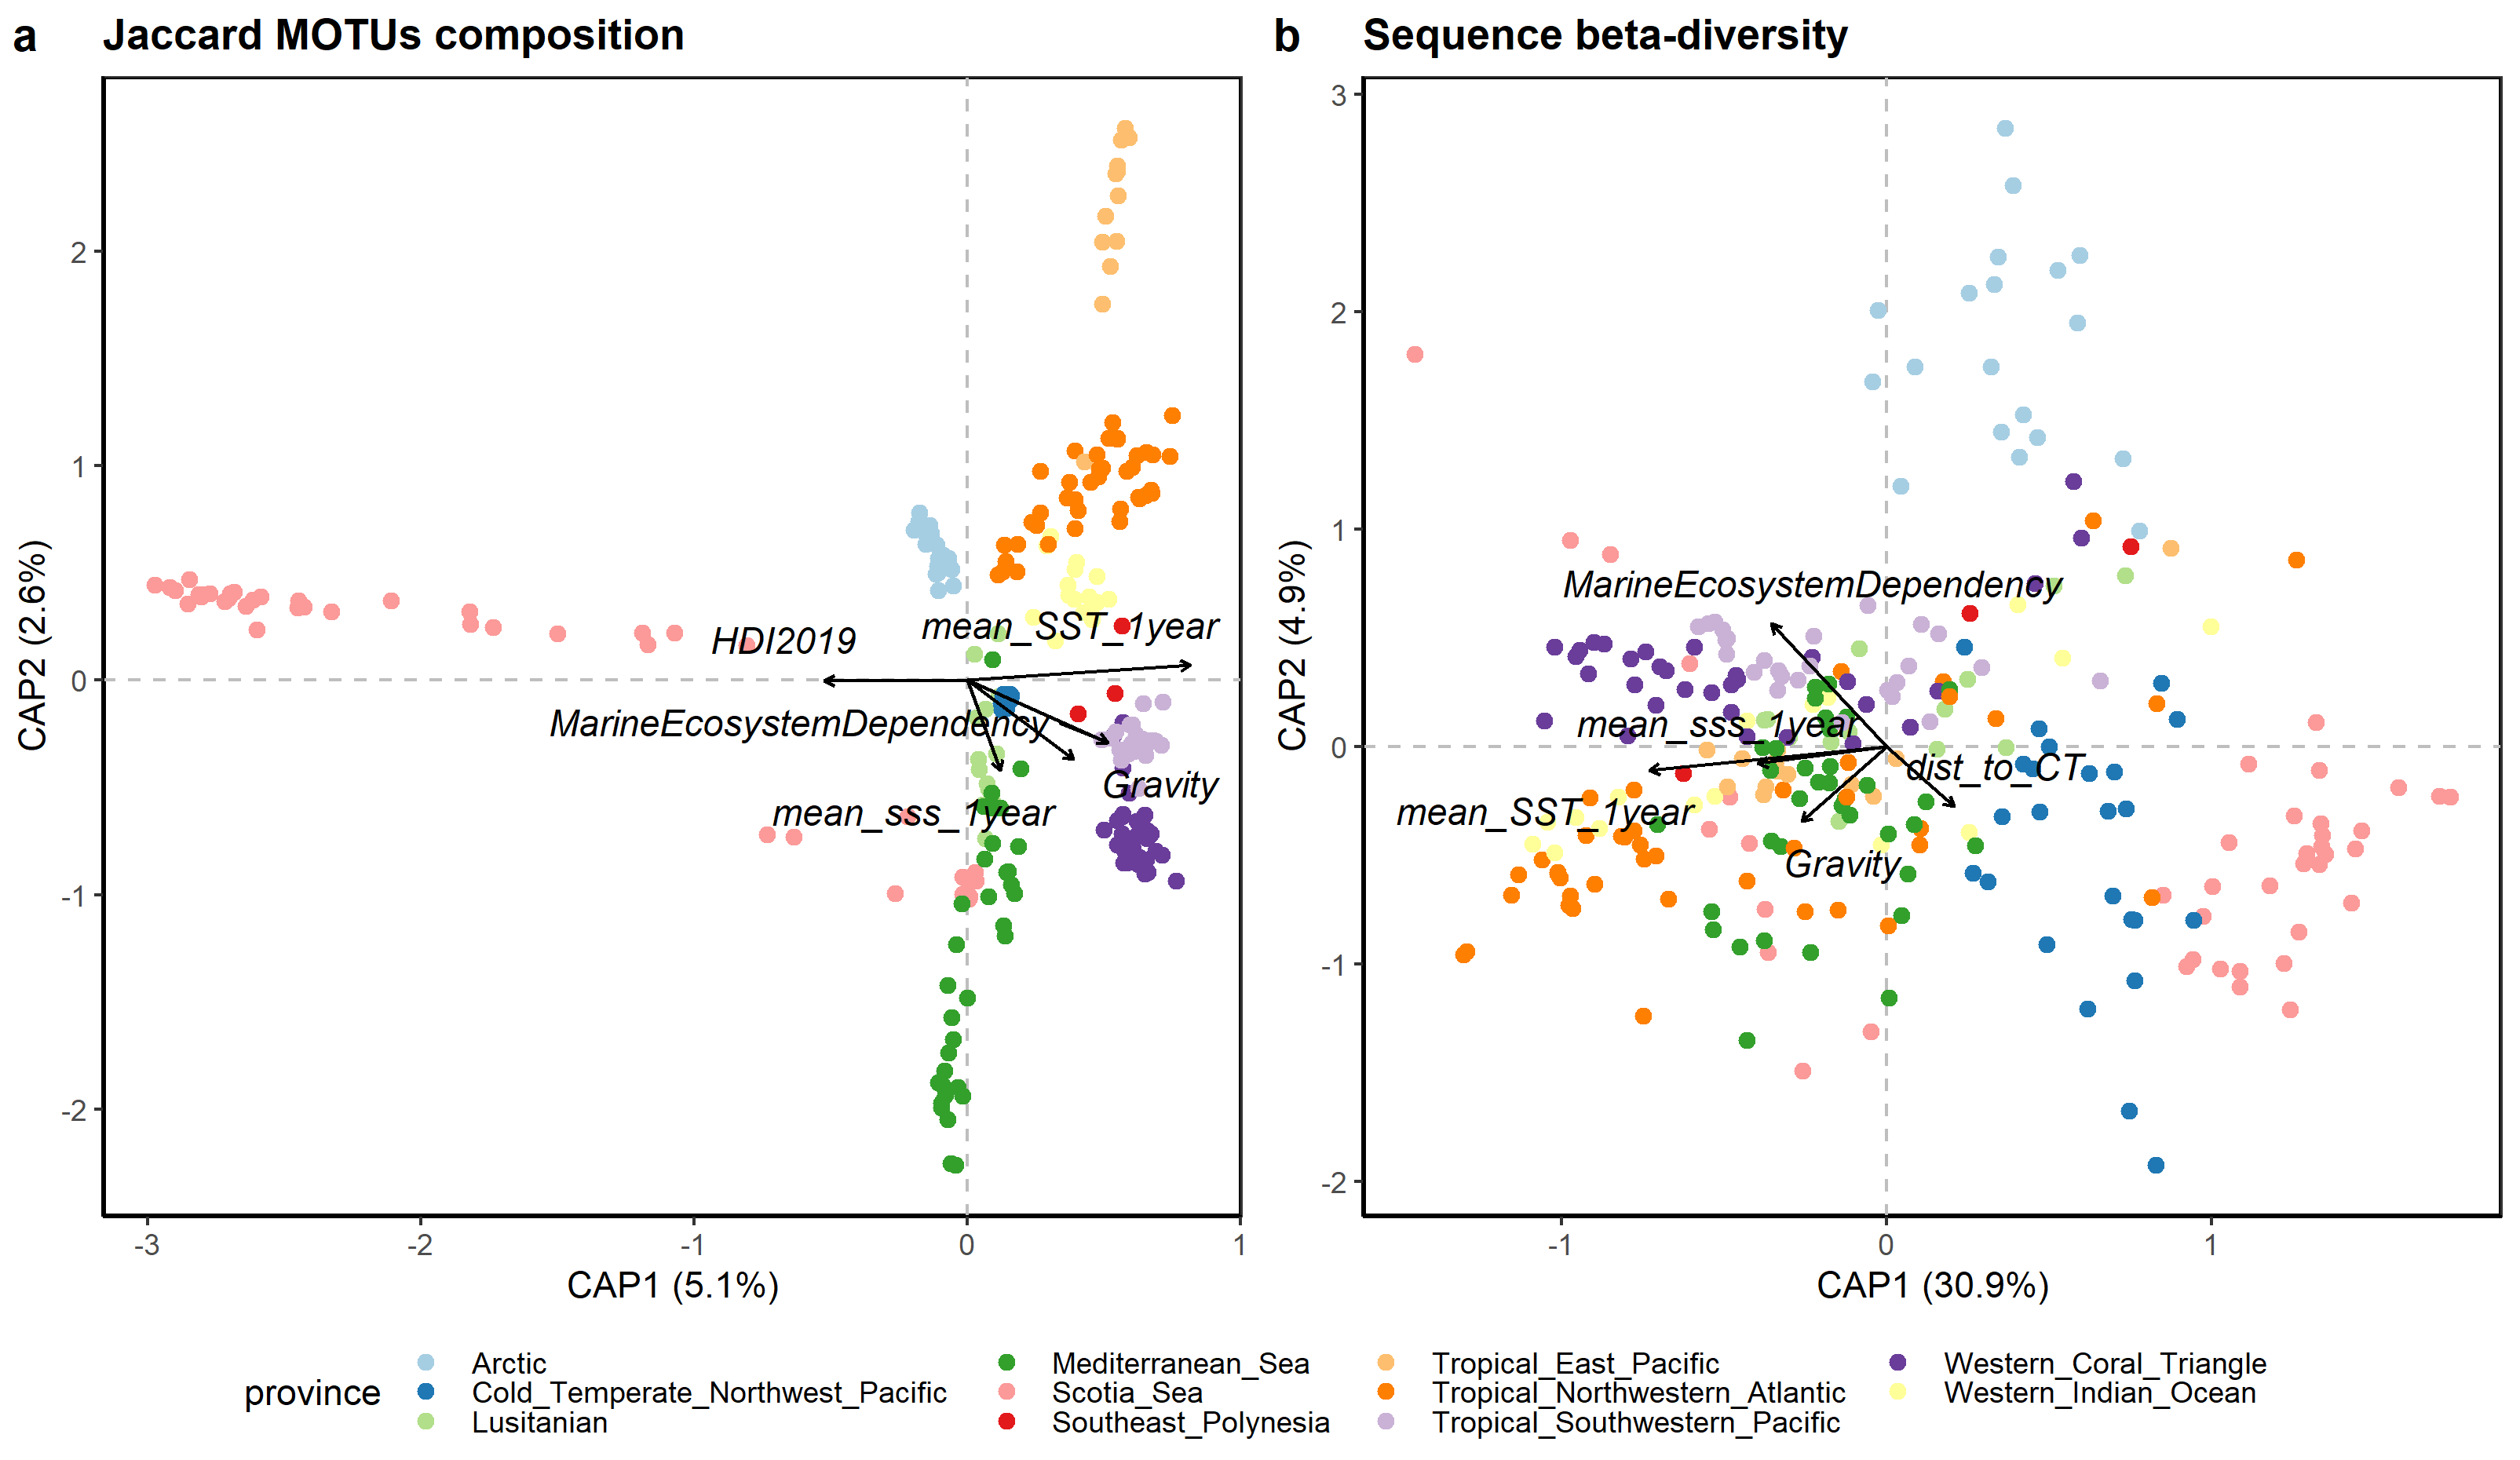 a Jaccard MOTUs composition
CAP2 (2.6%)
2
1
0
-1
-2
HDI2019
mean_SST_1year
MarineEcosystemDependency
Gravity
mean_sss_1year
-3 -2 -1 0 1
CAP1 (5.1%)
b Sequence beta-diversity
CAP2 (4.9%)
3
2
1
0
-1
-2
MarineEcosystemDependency
mean_sss_1year
dist_to_CT
mean_SST_1year
Gravity
-1 0 1
CAP1 (30.9%)
province
Arctic
Cold_Temperate_Northwest_Pacific
Lusitanian
Mediterranean_Sea
Scotia_Sea
Southeast_Polynesia
Tropical_East_Pacific
Tropical_Northwestern_Atlantic
Tropical_Southwestern_Pacific
Western_Coral_Triangle
Western_Indian_Ocean